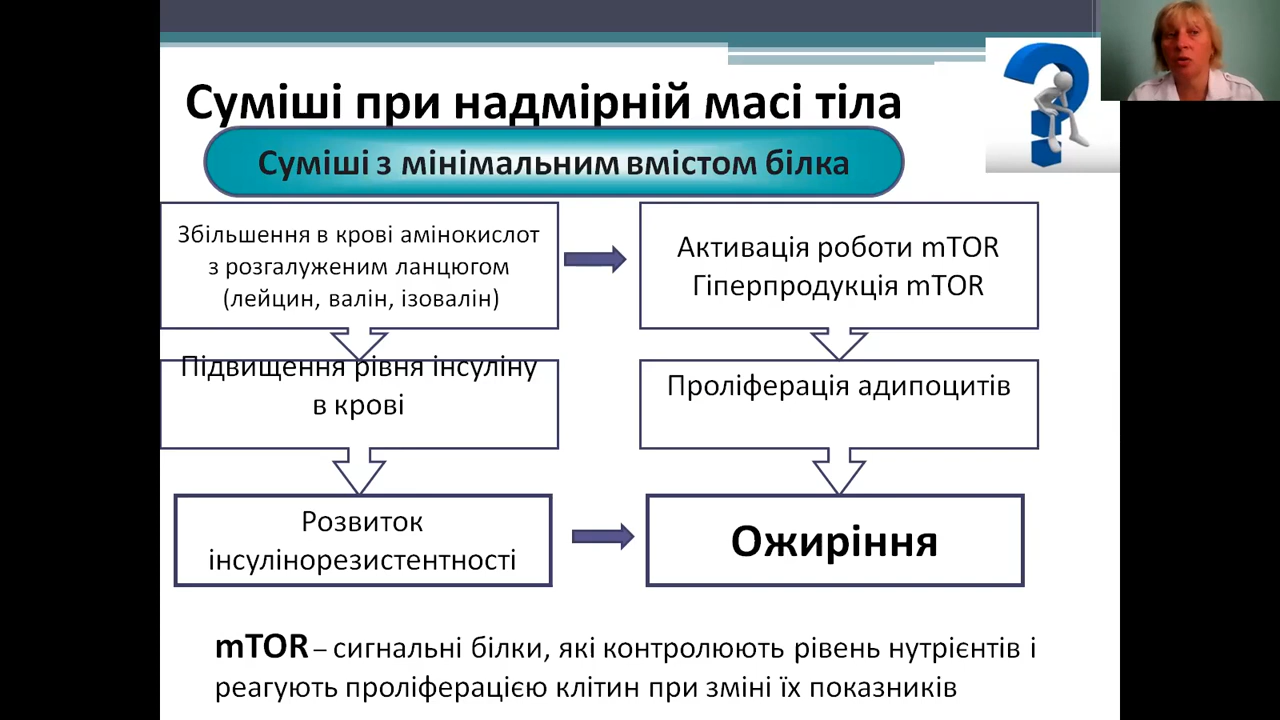 Суміші при надмірній масі тіла
Суміші з мінімальним вмістом білка
Збільшення в крові амінокислот
з розгалуженим ланцюгом
(лейцин, валін, ізовалін)
Активація роботи mTOR
Гіперпродукція mTOR
Підвищення рівня інсуліну
в крові
Проліферація адипоцитів
Розвиток
інсулінорезистентності
Ожиріння
mTOR – сигнальні білки, які контролюють рівень нутрієнтів і
реагують проліферацією клітин при зміні їх показників